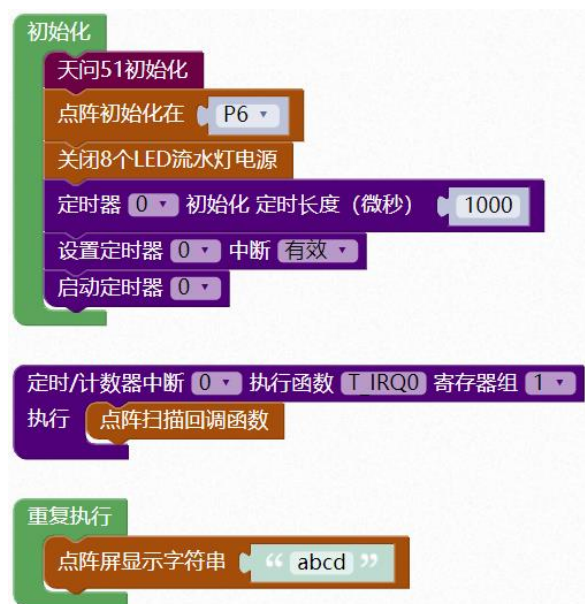 初始化
天问51初始化
点阵初始化在 P6
关闭8个LED流水灯电源
定时器 0 初始化 定时长度（微秒） 1000
设置定时器 0 中断 有效
启动定时器 0
定时/计数器中断 0 执行函数 T_IRQ0 寄存器组 1
执行 点阵扫描回调函数
重复执行
点阵屏显示字符串 “ abcd ”